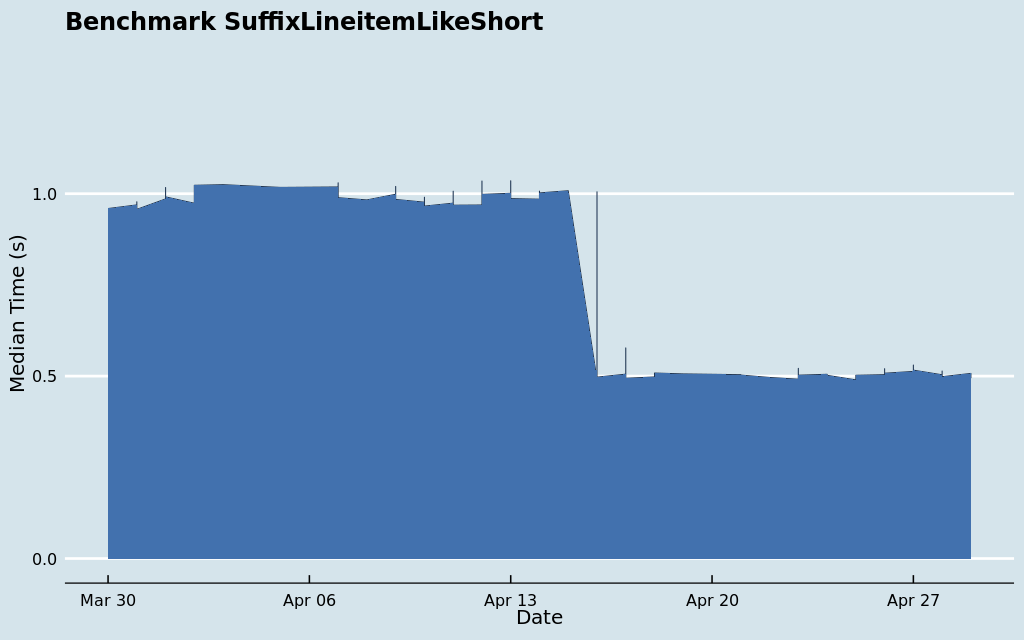 Benchmark SuffixLineitemLikeShort
Median Time (s)
1.0
0.5
0.0
Mar 30 Apr 06 Apr 13 Apr 20 Apr 27
Date